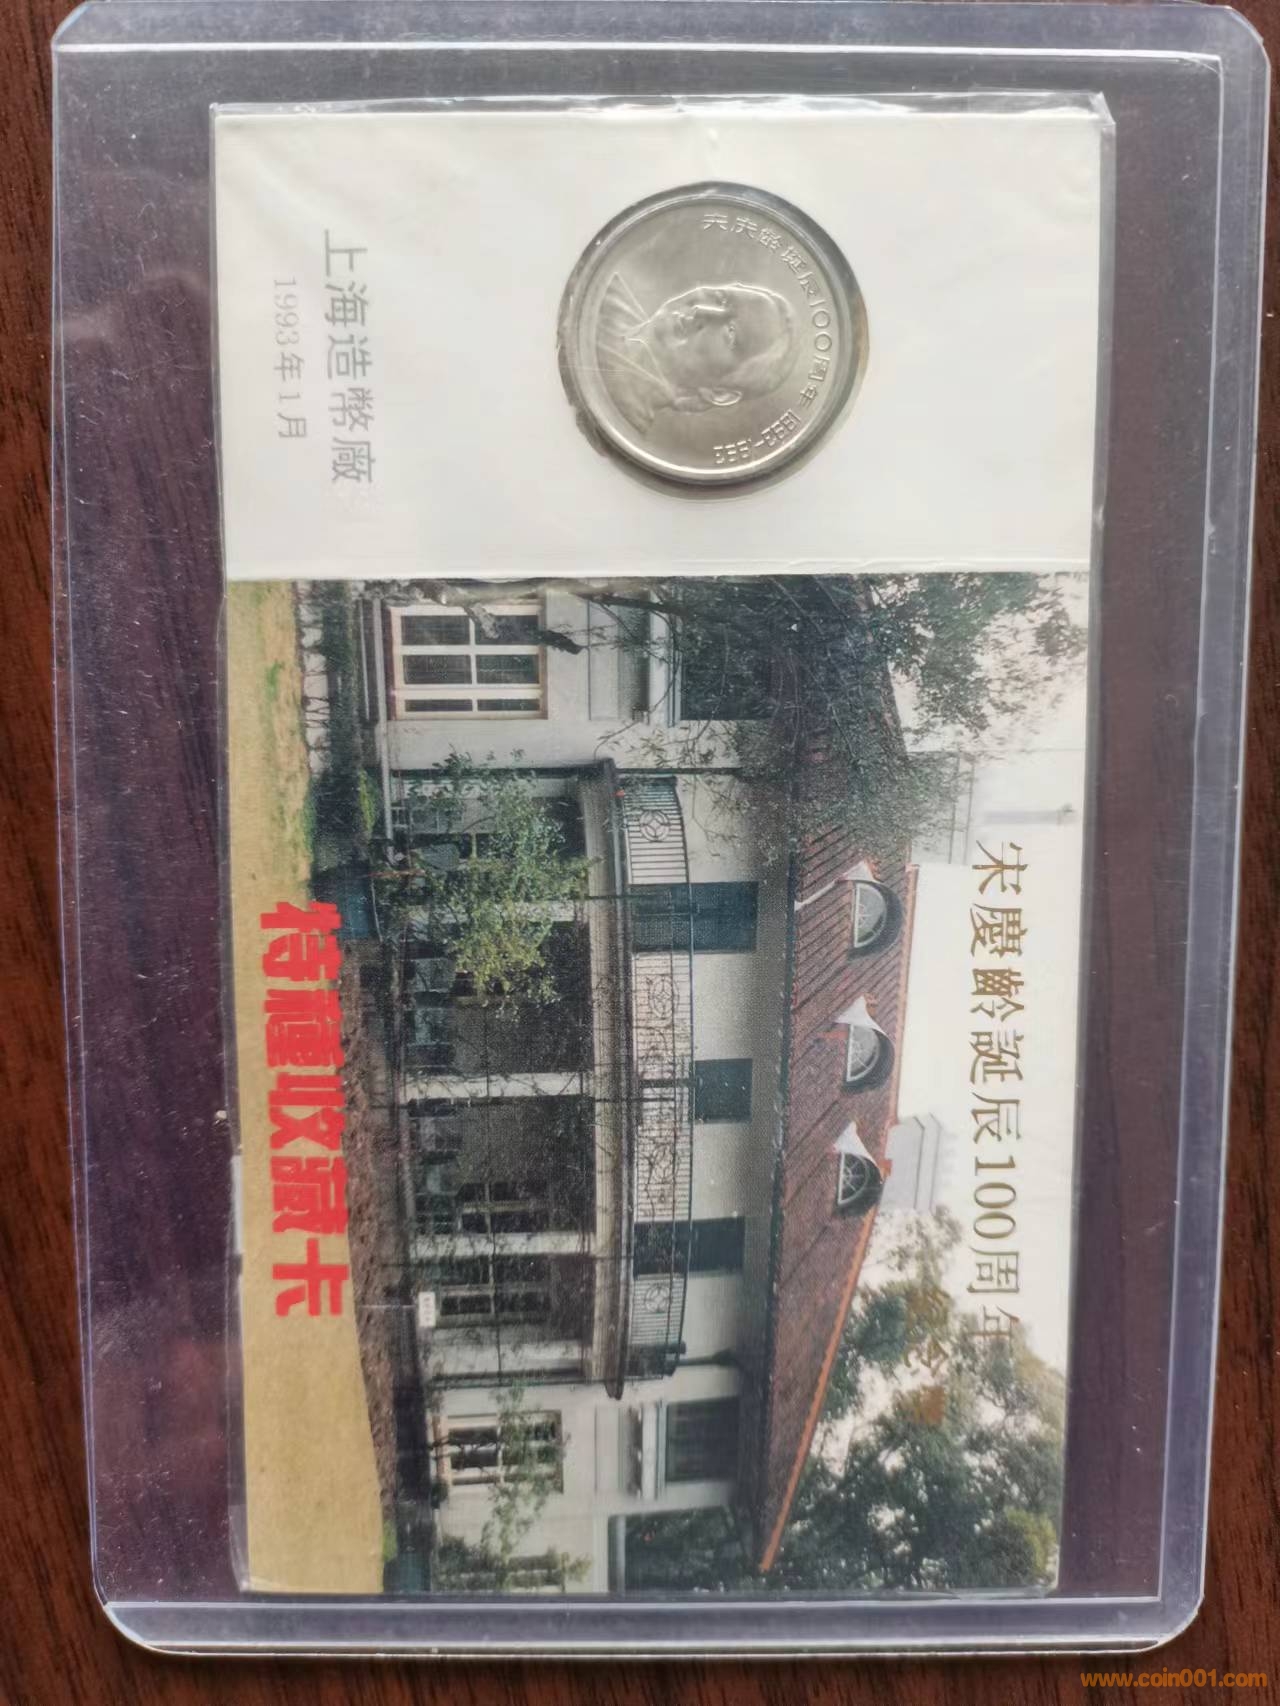 宋庆龄诞辰100周年 1893-1993
上海造幣廠
1993年1月
宋慶齡誕辰100周年
紀念
特種收藏卡
www.coin001.com